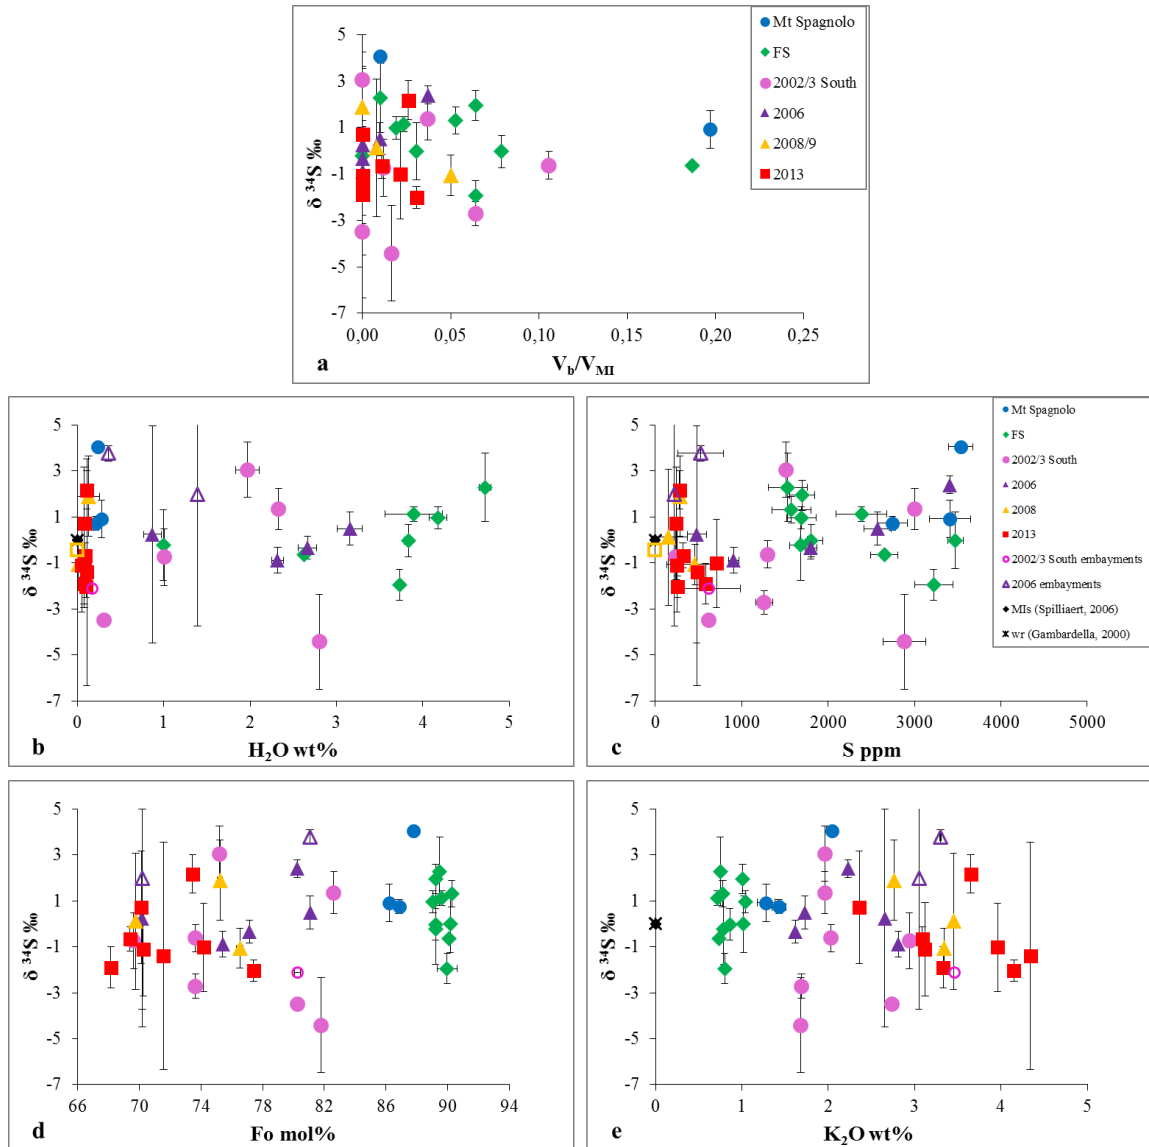 5
3
1
-1
-3
-5
-7
δ ³⁴S ‰
0,00 0,05 0,10 0,15 0,20 0,25
a
V_b/V_MI
Mt Spagnolo
FS
2002/3 South
2006
2008/9
2013
5
3
1
-1
-3
-5
-7
δ ³⁴S ‰
0 1 2 3 4 5
b
H₂O wt%
5
3
1
-1
-3
-5
-7
δ ³⁴S ‰
0 1000 2000 3000 4000 5000
c
S ppm
Mt Spagnolo
FS
2002/3 South
2006
2008
2013
2002/3 South embayments
2006 embayments
MIs (Spilliaert, 2006)
wr (Gambardella, 2000)
5
3
1
-1
-3
-5
-7
δ ³⁴S ‰
66 70 74 78 82 86 90 94
d
Fo mol%
5
3
1
-1
-3
-5
-7
δ ³⁴S ‰
0 1 2 3 4 5
e
K₂O wt%